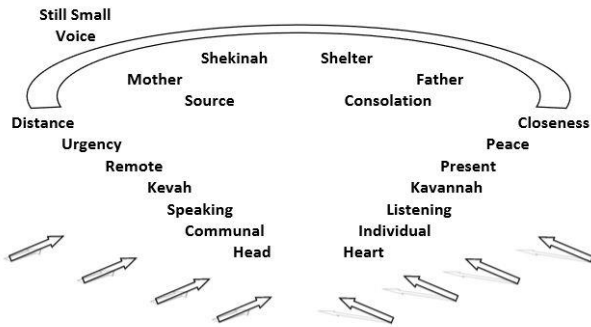 Still Small
Voice
Shekinah Shelter
Mother Father
Source Consolation
Distance Closeness
Urgency Peace
Remote Present
Kevah Kavannah
Speaking Listening
Communal Individual
Head Heart